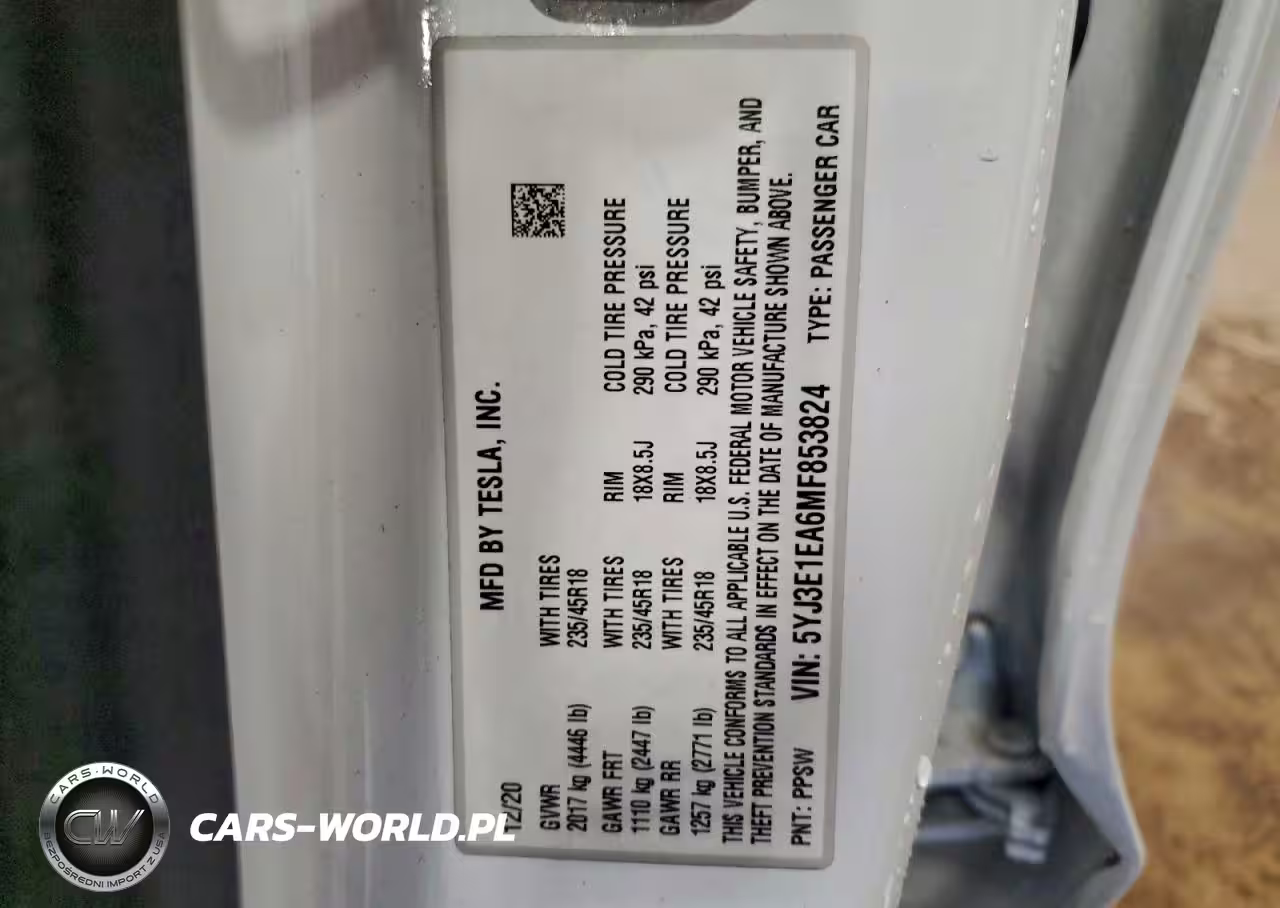 MFD BY TESLA, INC.
12/20
GVWR WITH TIRES
2017 kg (4446 lb) 235/45R18
GAWR FRT WITH TIRES RIM COLD TIRE PRESSURE
1110 kg (2447 lb) 235/45R18 18X8.5J 290 kPa, 42 psi
GAWR RR WITH TIRES RIM COLD TIRE PRESSURE
1257 kg (2771 lb) 235/45R18 18X8.5J 290 kPa, 42 psi
THIS VEHICLE CONFORMS TO ALL APPLICABLE U.S. FEDERAL MOTOR VEHICLE SAFETY, BUMPER, AND
THEFT PREVENTION STANDARDS IN EFFECT ON THE DATE OF MANUFACTURE SHOWN ABOVE.
PNT: PPSW VIN: 5YJ3E1EA6MF853824 TYPE: PASSENGER CAR
CARS-WORLD
CW
BEZPOŚREDNI IMPORT Z USA
CARS-WORLD.PL